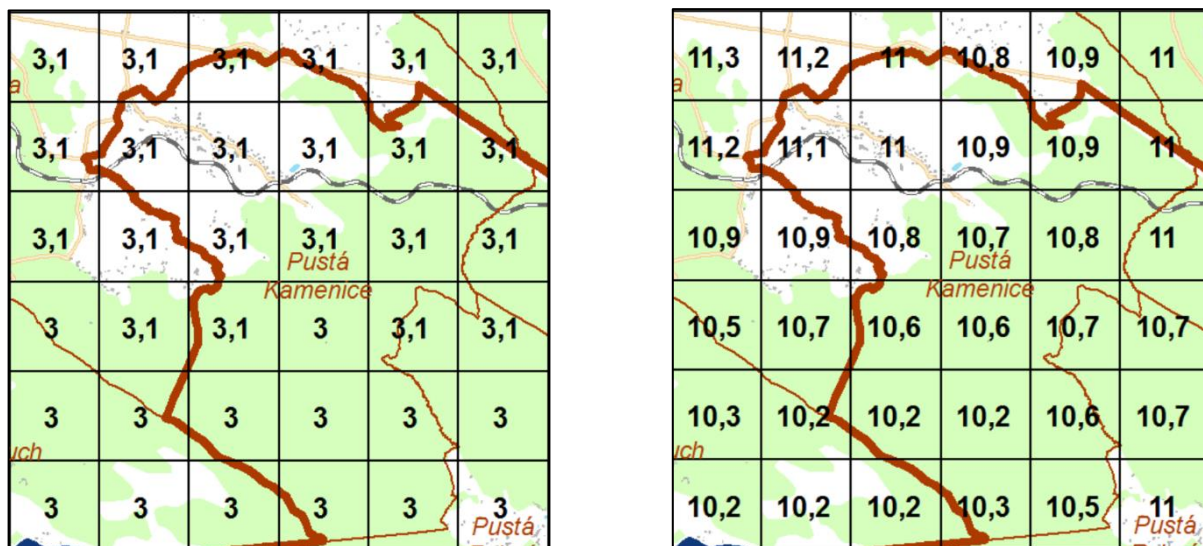 3,1 3,1 3,1 3,1 3,1 3,1
a
3,1 3,1 3,1 3,1 3,1 3,1
3,1 3,1 3,1 3,1 3,1 3,1
Pustá
Kamenice
3 3,1 3,1 3 3,1 3,1
3 3 3 3 3 3
uch
3 3 3 3 3 3
Pustá
11,3 11,2 11 10,8 10,9 11
a
11,2 11,1 11 10,9 10,9 11
10,9 10,9 10,8 10,7 10,8 11
Pustá
Kamenice
10,5 10,7 10,6 10,6 10,7 10,7
10,3 10,2 10,2 10,2 10,6 10,7
uch
10,2 10,2 10,2 10,3 10,5 11
Pustá